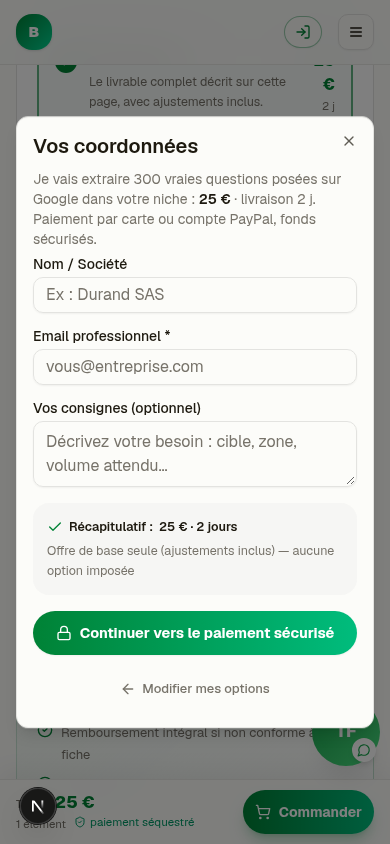 B
Le livrable complet décrit sur cette
page, avec ajustements inclus.
€
2 j
Vos coordonnées
Je vais extraire 300 vraies questions posées sur
Google dans votre niche : 25 € · livraison 2 j.
Paiement par carte ou compte PayPal, fonds
sécurisés.
Nom / Société
Ex : Durand SAS
Email professionnel *
vous@entreprise.com
Vos consignes (optionnel)
Décrivez votre besoin : cible, zone,
volume attendu...
Récapitulatif : 25 € · 2 jours
Offre de base seule (ajustements inclus) — aucune
option imposée
Continuer vers le paiement sécurisé
Modifier mes options
Remboursement intégral si non conforme
fiche
TF
25 €
1 élément
paiement séquestré
N
Commander